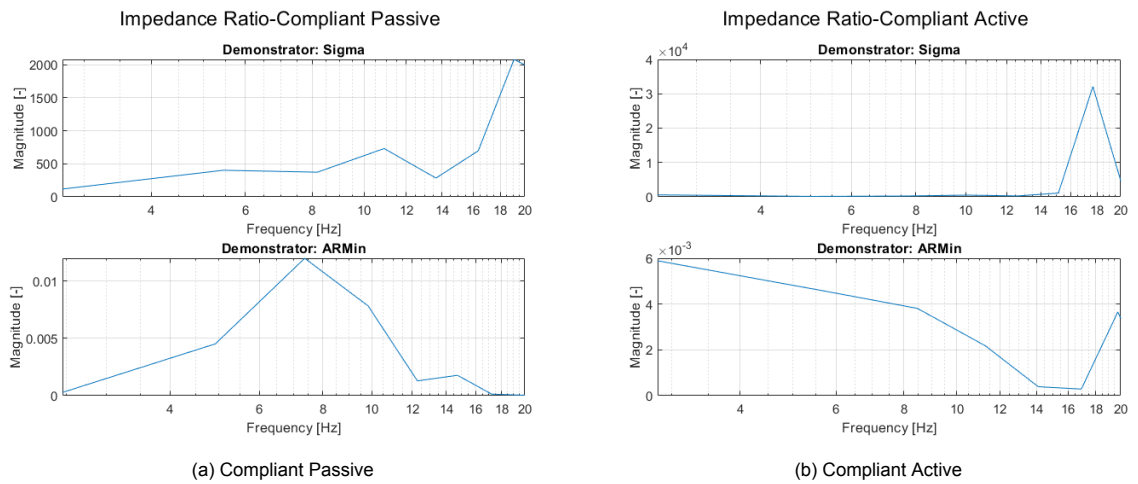 Impedance Ratio-Compliant Passive
Demonstrator: Sigma
Magnitude [-]
2000
1500
1000
500
0
4 6 8 10 12 14 16 18 20
Frequency [Hz]
Demonstrator: ARMin
Magnitude [-]
0.01
0.005
0
4 6 8 10 12 14 16 18 20
Frequency [Hz]
(a) Compliant Passive
Impedance Ratio-Compliant Active
×10⁴
Demonstrator: Sigma
Magnitude [-]
4
3
2
1
0
4 6 8 10 12 14 16 18 20
Frequency [Hz]
×10⁻³
Demonstrator: ARMin
Magnitude [-]
6
4
2
0
4 6 8 10 12 14 16 18 20
Frequency [Hz]
(b) Compliant Active